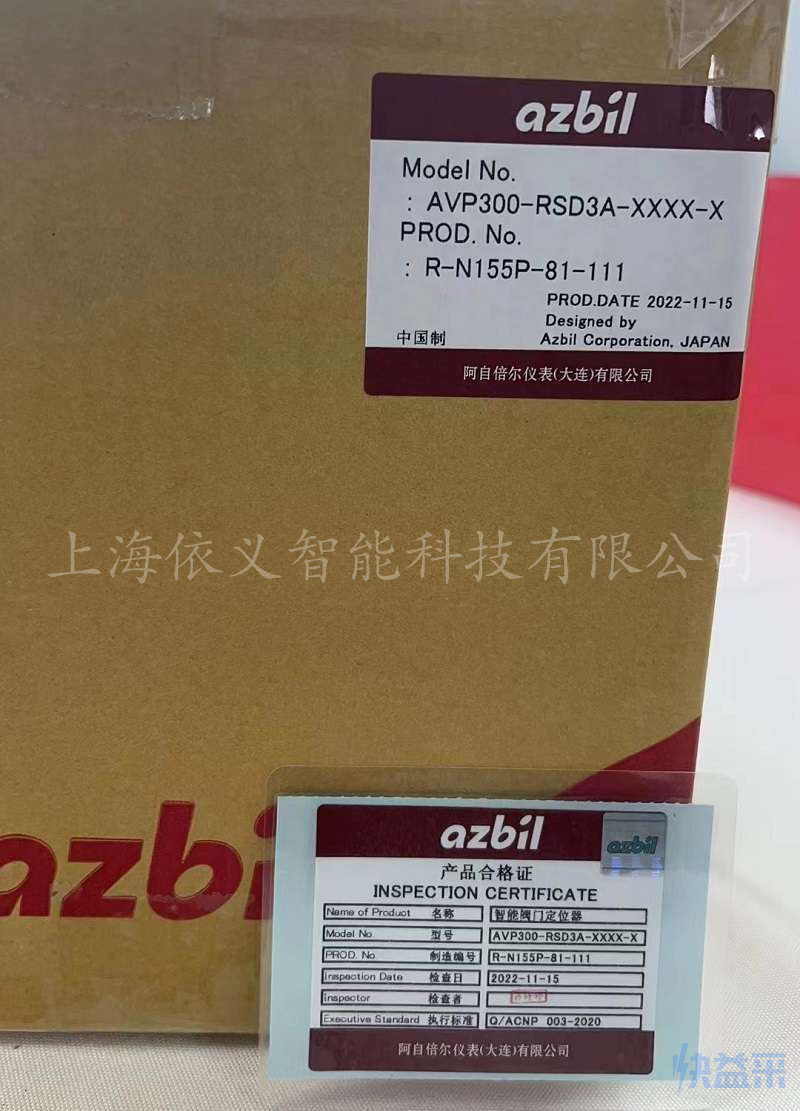 azbil
Model No.
: AVP300-RSD3A-XXXX-X
PROD. No.
: R-N155P-81-111
PROD.DATE 2022-11-15
Designed by
中国制 Azbil Corporation, JAPAN
阿自倍尔仪表(大连)有限公司
上海依义智能科技有限公司
azbil
azbil
azbil
产品合格证
INSPECTION CERTIFICATE
Name of Product 名称 智能阀门定位器
Model No. 型号 AVP300-RSD3A-XXXX-X
PROD. No. 制造编号 R-N155P-81-111
Inspection Date 检查日 2022-11-15
Inspector 检查者
Executive Standard 执行标准 Q/ACNP 003-2020
阿自倍尔仪表(大连)有限公司
快益采